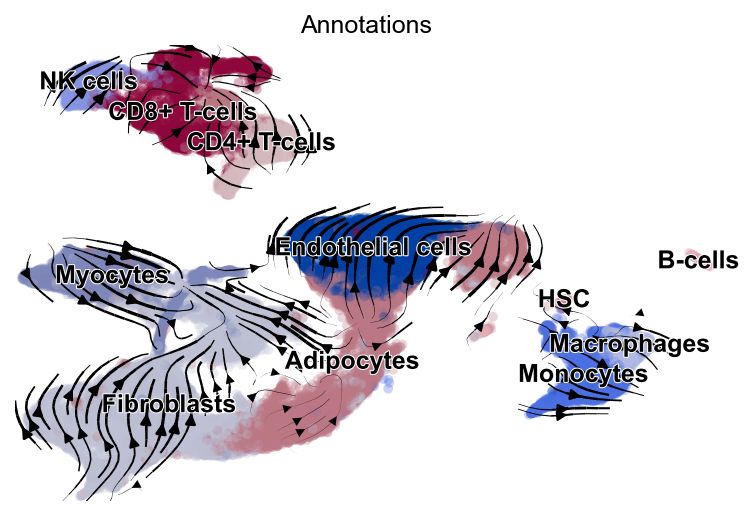 Annotations
NK cells
CD8+ T-cells
CD4+ T-cells
Endothelial cells
B-cells
Myocytes
HSC
Macrophages
Adipocytes
Monocytes
Fibroblasts